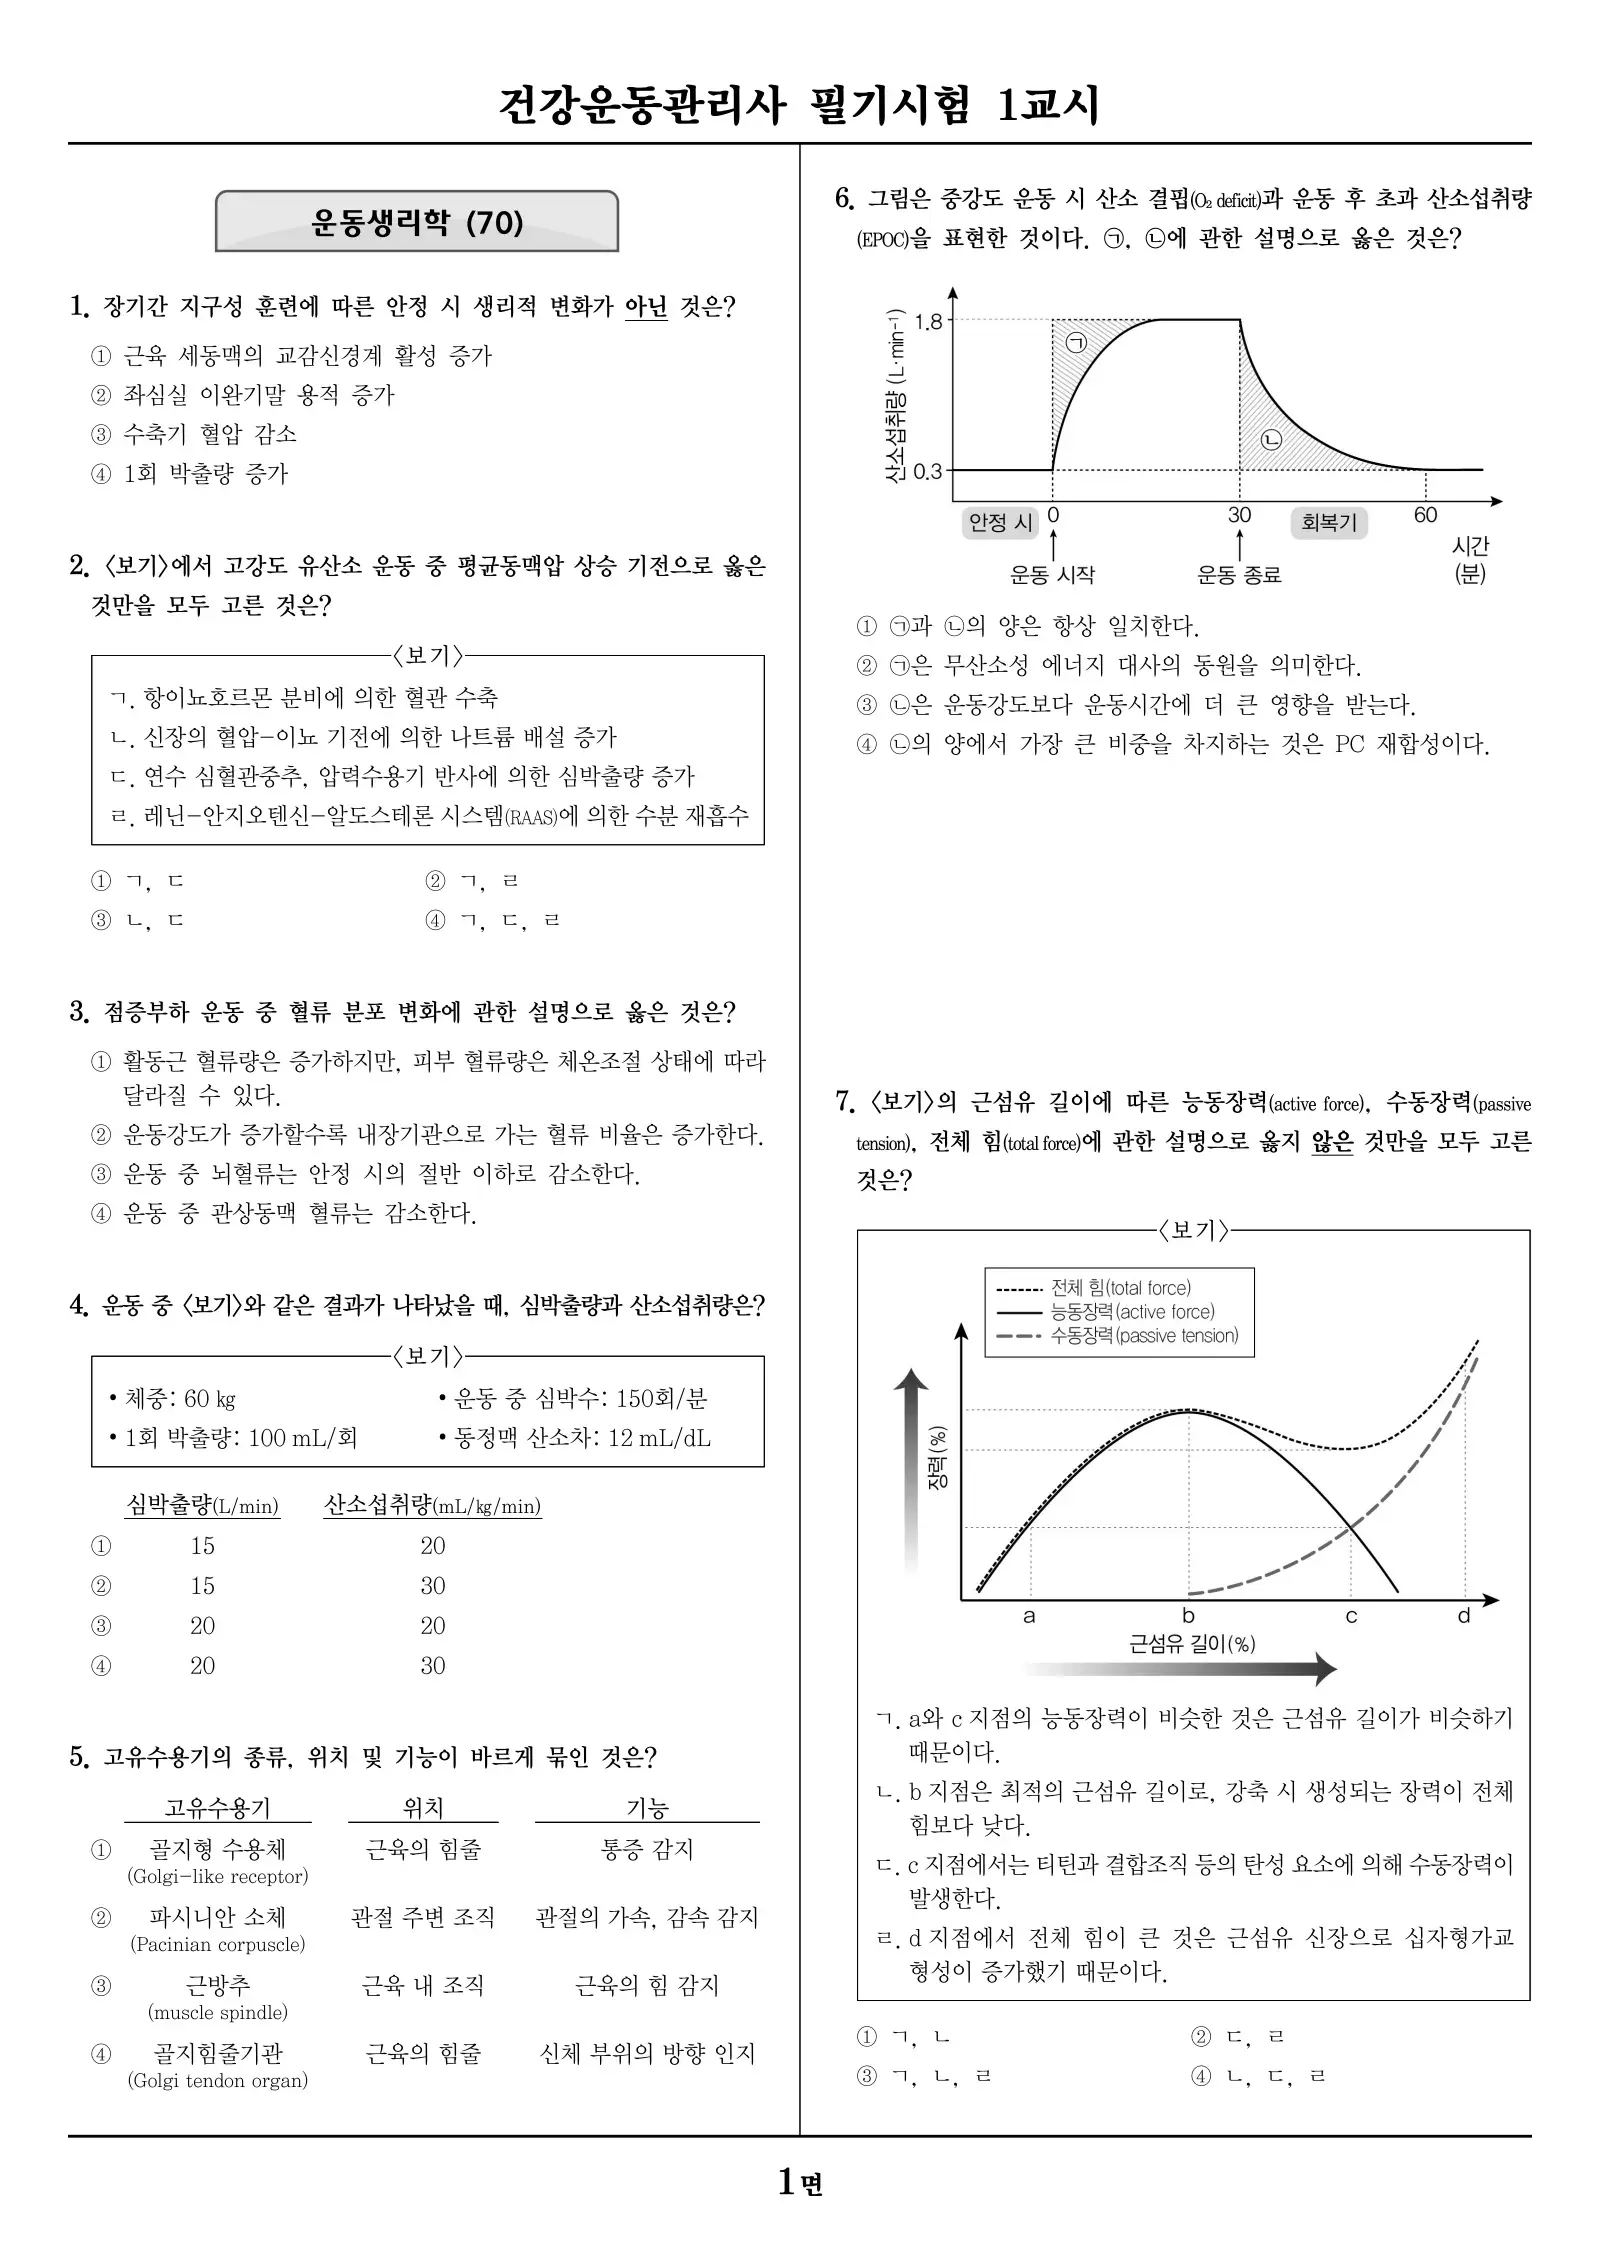 건강운동관리사 필기시험 1교시
운동생리학 (70)
1. 장기간 지구성 훈련에 따른 안정 시 생리적 변화가 아닌 것은?
① 근육 세동맥의 교감신경계 활성 증가
② 좌심실 이완기말 용적 증가
③ 수축기 혈압 감소
④ 1회 박출량 증가
2. 〈보기〉에서 고강도 유산소 운동 중 평균동맥압 상승 기전으로 옳은
것만을 모두 고른 것은?
〈보기〉
ㄱ. 항이뇨호르몬 분비에 의한 혈관 수축
ㄴ. 신장의 혈압-이뇨 기전에 의한 나트륨 배설 증가
ㄷ. 연수 심혈관중추, 압력수용기 반사에 의한 심박출량 증가
ㄹ. 레닌-안지오텐신-알도스테론 시스템(RAAS)에 의한 수분 재흡수
① ㄱ, ㄷ ② ㄱ, ㄹ
③ ㄴ, ㄷ ④ ㄱ, ㄷ, ㄹ
3. 점증부하 운동 중 혈류 분포 변화에 관한 설명으로 옳은 것은?
① 활동근 혈류량은 증가하지만, 피부 혈류량은 체온조절 상태에 따라
달라질 수 있다.
② 운동강도가 증가할수록 내장기관으로 가는 혈류 비율은 증가한다.
③ 운동 중 뇌혈류는 안정 시의 절반 이하로 감소한다.
④ 운동 중 관상동맥 혈류는 감소한다.
4. 운동 중 〈보기〉와 같은 결과가 나타났을 때, 심박출량과 산소섭취량은?
〈보기〉
• 체중: 60 ㎏ • 운동 중 심박수: 150회/분
• 1회 박출량: 100 mL/회 • 동정맥 산소차: 12 mL/dL
심박출량(L/min) 산소섭취량(mL/㎏/min)
① 15 20
② 15 30
③ 20 20
④ 20 30
5. 고유수용기의 종류, 위치 및 기능이 바르게 묶인 것은?
고유수용기 위치 기능
① 골지형 수용체 근육의 힘줄 통증 감지
(Golgi-like receptor)
② 파시니안 소체 관절 주변 조직 관절의 가속, 감속 감지
(Pacinian corpuscle)
③ 근방추 근육 내 조직 근육의 힘 감지
(muscle spindle)
④ 골지힘줄기관 근육의 힘줄 신체 부위의 방향 인지
(Golgi tendon organ)
6. 그림은 중강도 운동 시 산소 결핍(O₂ deficit)과 운동 후 초과 산소섭취량
(EPOC)을 표현한 것이다. ㉠, ㉡에 관한 설명으로 옳은 것은?
산소섭취량 (L·min⁻¹)
1.8
㉠
㉡
0.3
안정 시 0 30 회복기 60
시간
(분)
운동 시작 운동 종료
① ㉠과 ㉡의 양은 항상 일치한다.
② ㉠은 무산소성 에너지 대사의 동원을 의미한다.
③ ㉡은 운동강도보다 운동시간에 더 큰 영향을 받는다.
④ ㉡의 양에서 가장 큰 비중을 차지하는 것은 PC 재합성이다.
7. 〈보기〉의 근섬유 길이에 따른 능동장력(active force), 수동장력(passive
tension), 전체 힘(total force)에 관한 설명으로 옳지 않은 것만을 모두 고른
것은?
〈보기〉
전체 힘(total force)
능동장력(active force)
수동장력(passive tension)
장력(%)
a b c d
근섬유 길이(%)
ㄱ. a와 c 지점의 능동장력이 비슷한 것은 근섬유 길이가 비슷하기
때문이다.
ㄴ. b 지점은 최적의 근섬유 길이로, 강축 시 생성되는 장력이 전체
힘보다 낮다.
ㄷ. c 지점에서는 티틴과 결합조직 등의 탄성 요소에 의해 수동장력이
발생한다.
ㄹ. d 지점에서 전체 힘이 큰 것은 근섬유 신장으로 십자형가교
형성이 증가했기 때문이다.
① ㄱ, ㄴ ② ㄷ, ㄹ
③ ㄱ, ㄴ, ㄹ ④ ㄴ, ㄷ, ㄹ
1면